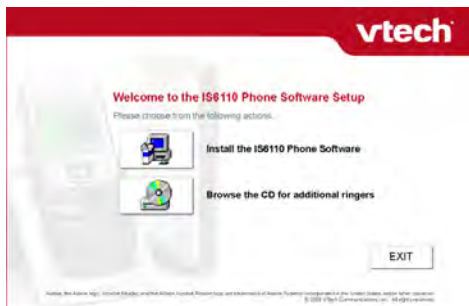 vtech
Welcome to the IS6110 Phone Software Setup
Please choose from the following actions.
Install the IS6110 Phone Software
Browse the CD for additional ringers
EXIT